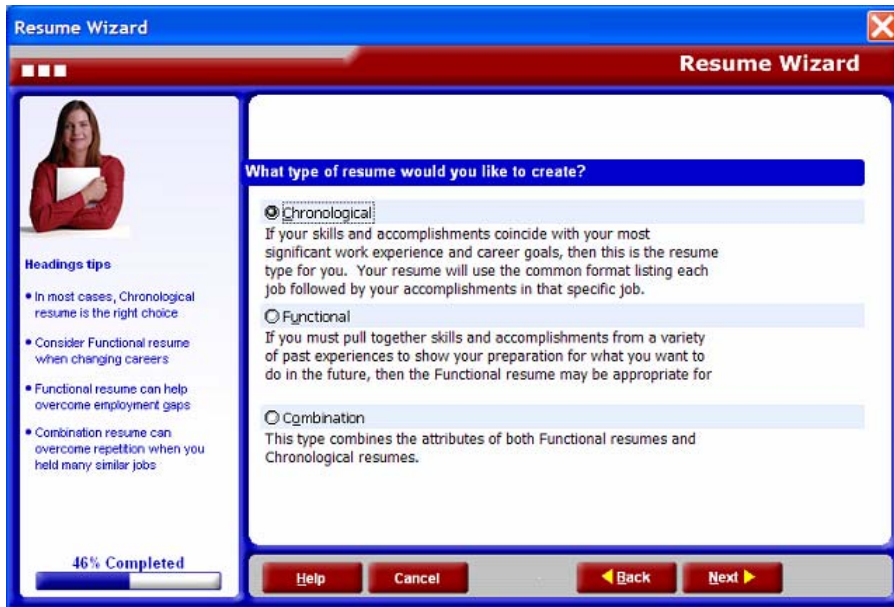 Resume Wizard
Resume Wizard
What type of resume would you like to create?
Chronological
If your skills and accomplishments coincide with your most
significant work experience and career goals, then this is the resume
type for you. Your resume will use the common format listing each
job followed by your accomplishments in that specific job.
Functional
If you must pull together skills and accomplishments from a variety
of past experiences to show your preparation for what you want to
do in the future, then the Functional resume may be appropriate for
Combination
This type combines the attributes of both Functional resumes and
Chronological resumes.
Headings tips
• In most cases, Chronological
resume is the right choice
• Consider Functional resume
when changing careers
• Functional resume can help
overcome employment gaps
• Combination resume can
overcome repetition when you
held many similar jobs
46% Completed
Help Cancel Back Next